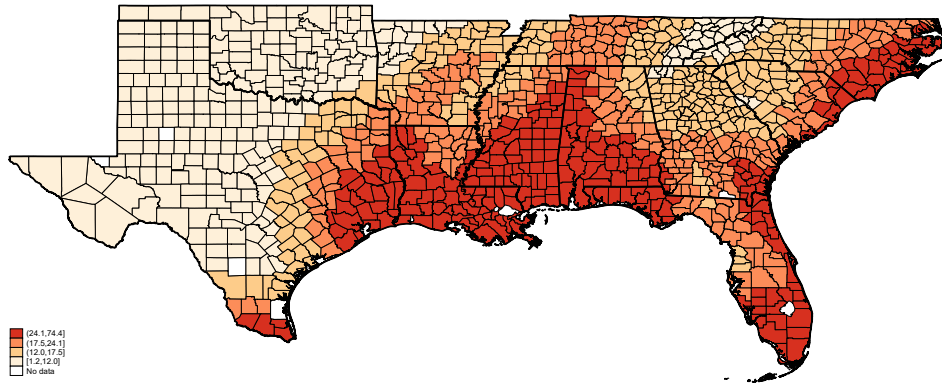 (24.1,74.4]
(17.5,24.1]
(12.0,17.5]
[1.2,12.0]
No data